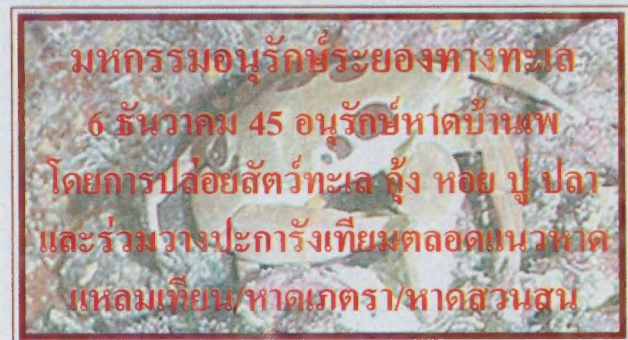 มหกรรมอนุรักษ์ระยองทางทะเล
6 ธันวาคม 45 อนุรักษ์หาดบ้านเพ
โดยการปล่อยสัตว์ทะเล กุ้ง หอย ปู ปลา
และร่วมวางปะการังเทียมตลอดแนวหาด
แหลมเทียน/หาดเภตรา/หาดสวนสน